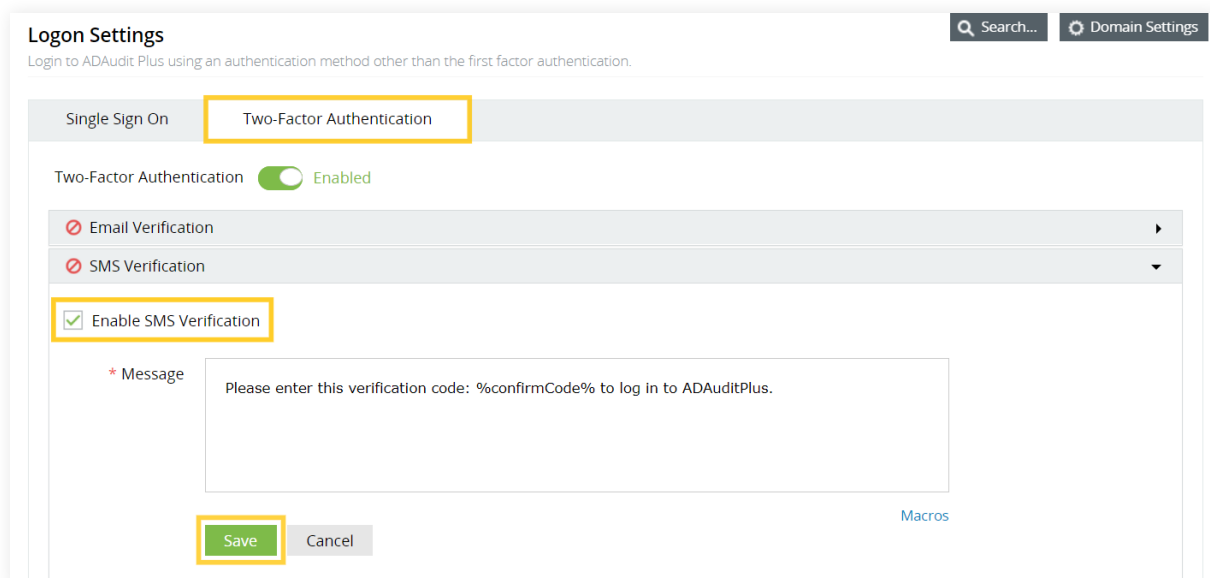 Logon Settings
Search...
Domain Settings
Login to ADAudit Plus using an authentication method other than the first factor authentication.
Single Sign On
Two-Factor Authentication
Two-Factor Authentication
Enabled
Email Verification
SMS Verification
Enable SMS Verification
* Message
Please enter this verification code: %confirmCode% to log in to ADAuditPlus.
Macros
Save
Cancel